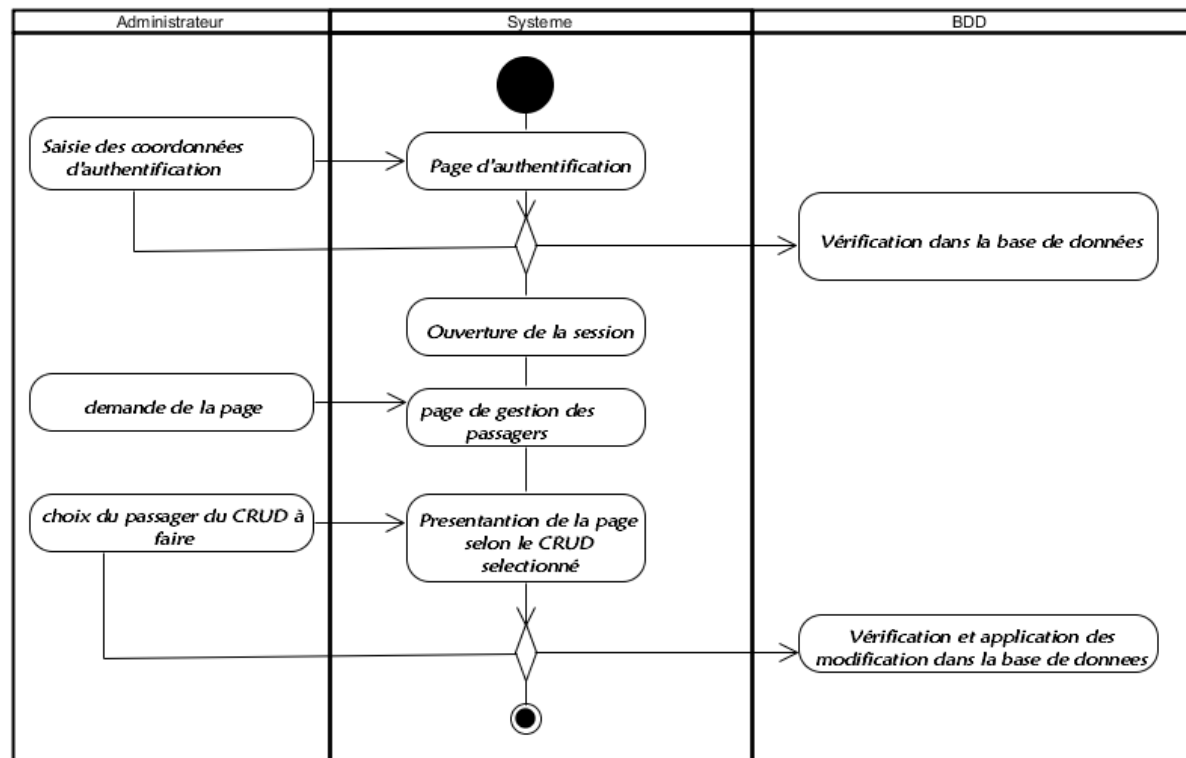 Administrateur
Systeme
BDD
Saisie des coordonnées
d'authentification
Page d'authentification
Vérification dans la base de données
Ouverture de la session
demande de la page
page de gestion des
passagers
choix du passager du CRUD à
faire
Presentantion de la page
selon le CRUD
selectionné
Vérification et application des
modification dans la base de donnees